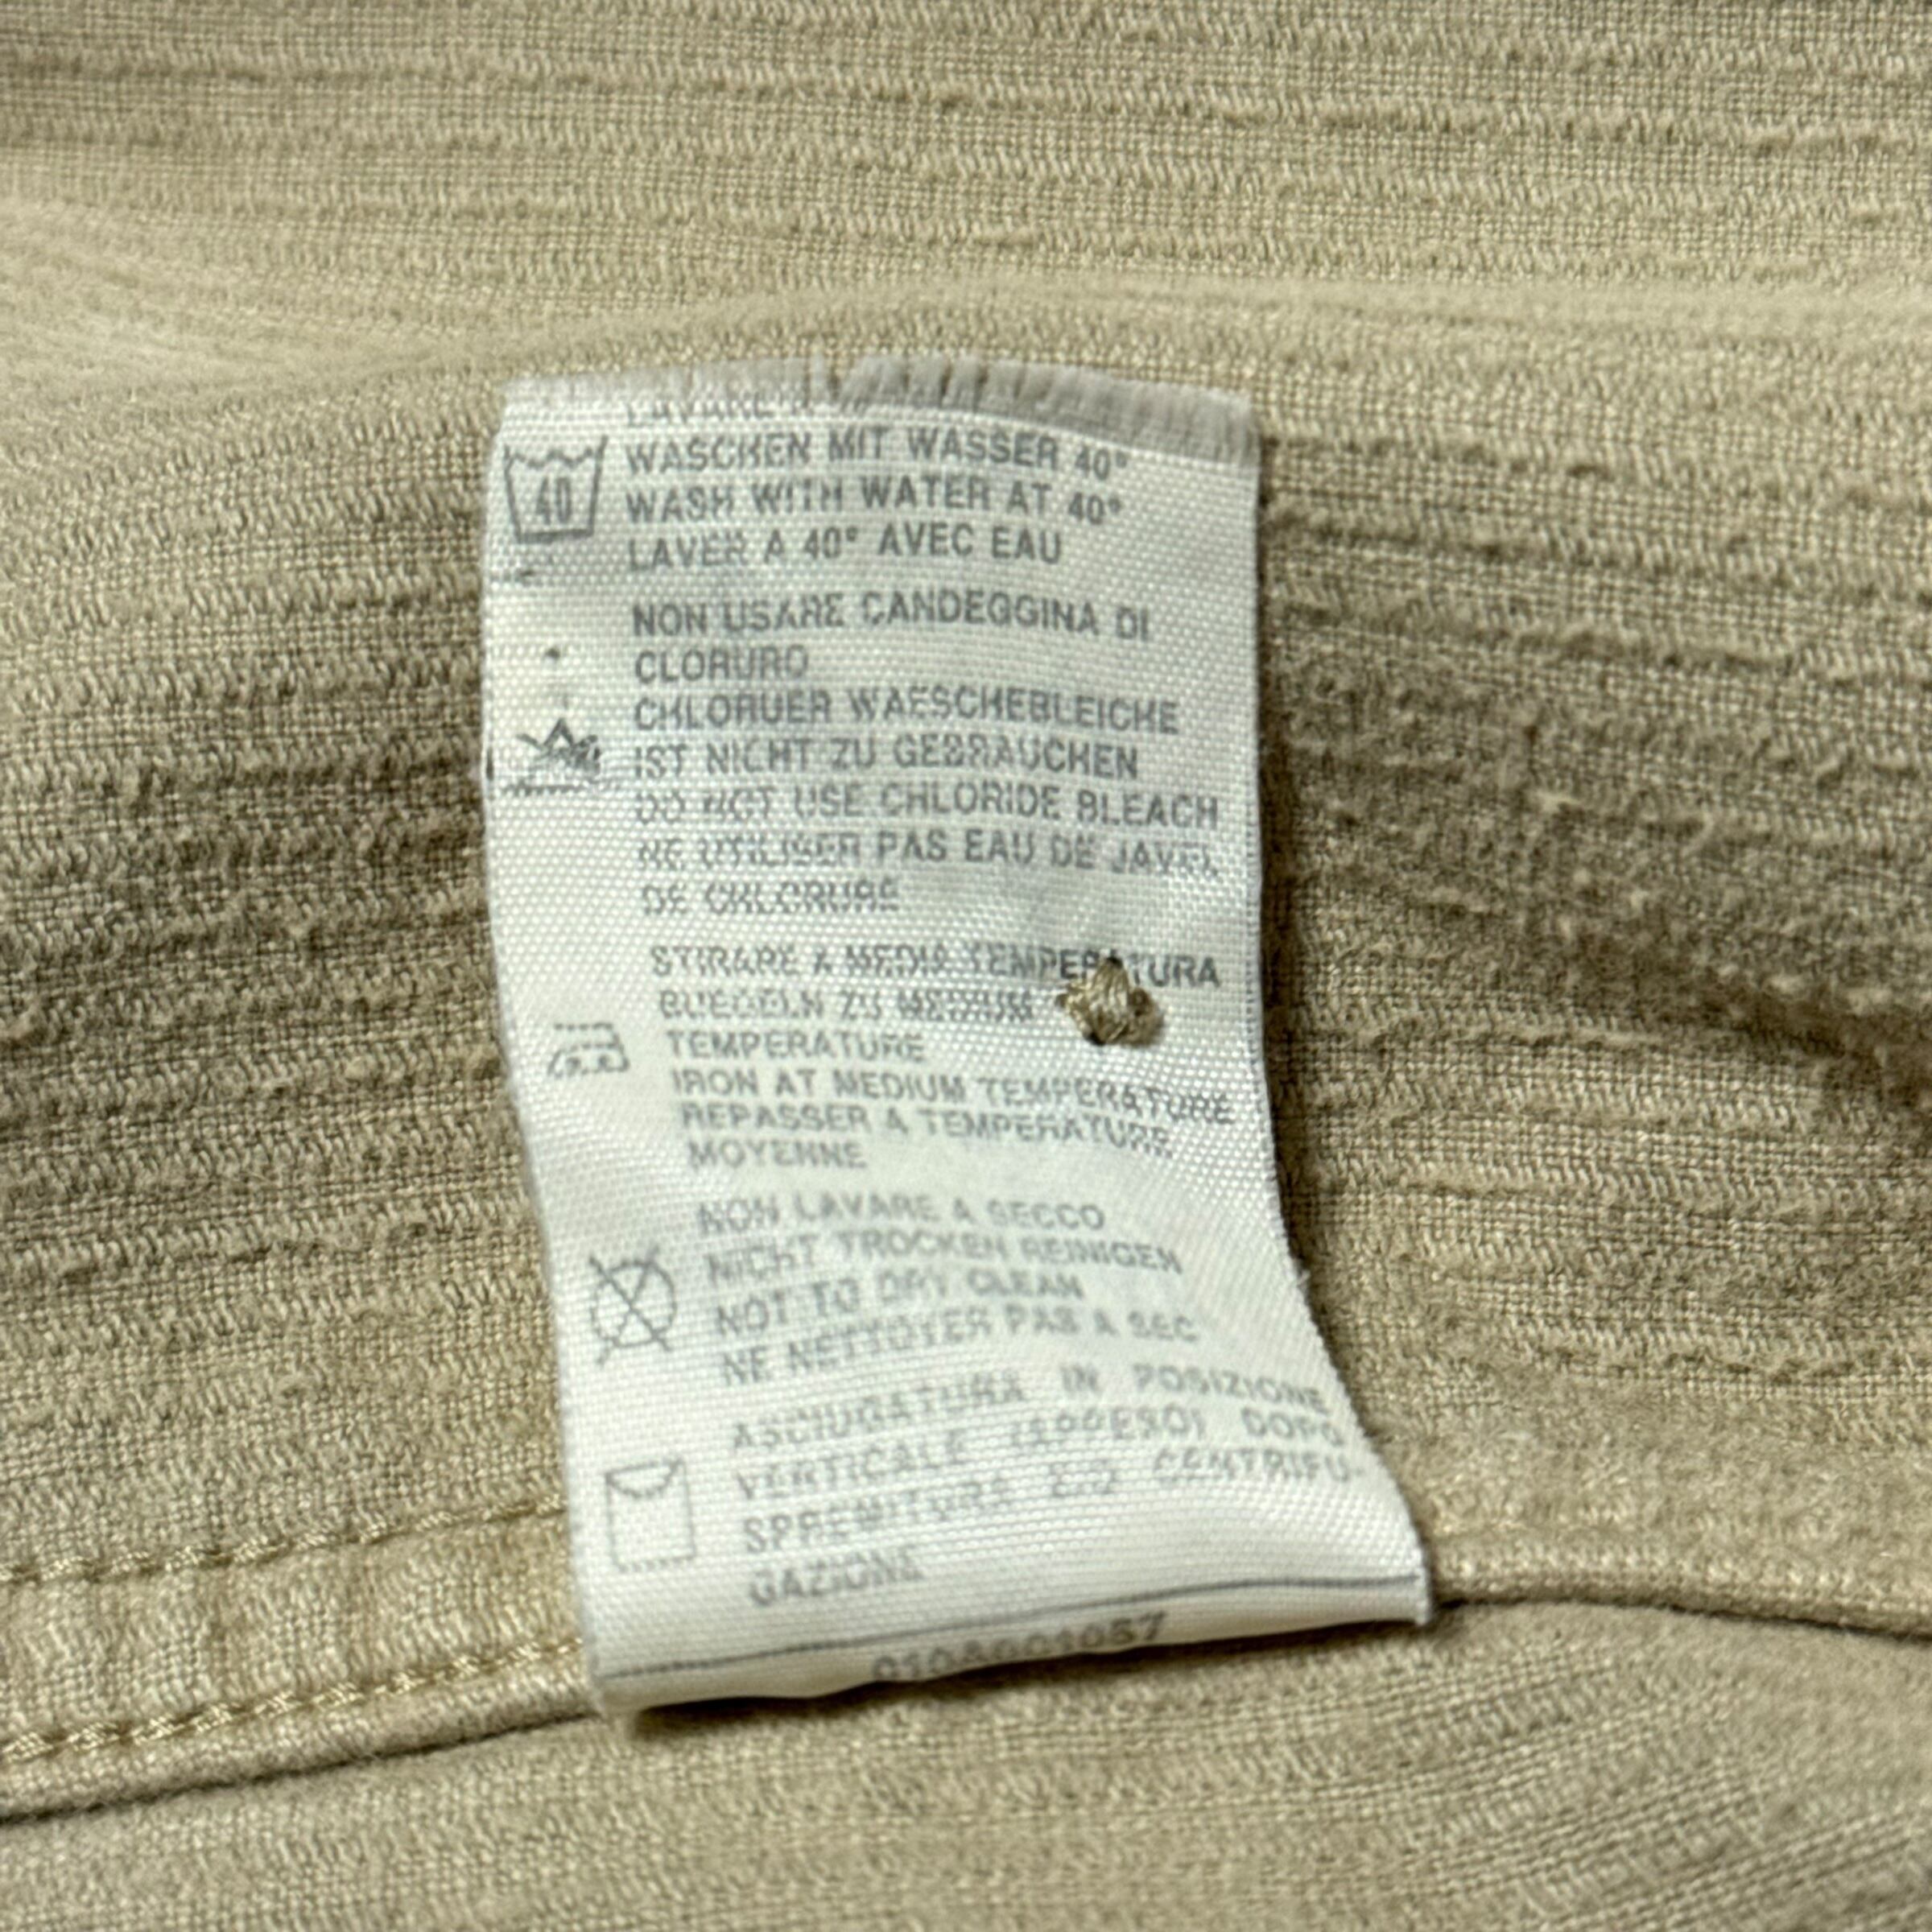 WASCHEN MIT WASSER 40°
40
WASH WITH WATER AT 40°
LAVER A 40° AVEC EAU
NON USARE CANDEGGINA DI
CLORURO
CHLORUER WAESCHEBLEICHE
IST NICHT ZU GEBRAUCHEN
DO NOT USE CHLORIDE BLEACH
NE UTILISER PAS EAU DE JAVEL
DE CHLORURE
STIRARE A MEDIA TEMPERATURA
BUEGELN ZU MEDIUM
TEMPERATURE
IRON AT MEDIUM TEMPERATURE
REPASSER A TEMPERATURE
MOYENNE
NON LAVARE A SECCO
NICHT TROCKEN REINIGEN
NOT TO DRY CLEAN
NE NETTOYER PAS A SEC
ASCIUGATURA IN POSIZIONE
VERTICALE (APPESO) DOPO
SPREMITURA E/O CENTRIFU-
GAZIONE